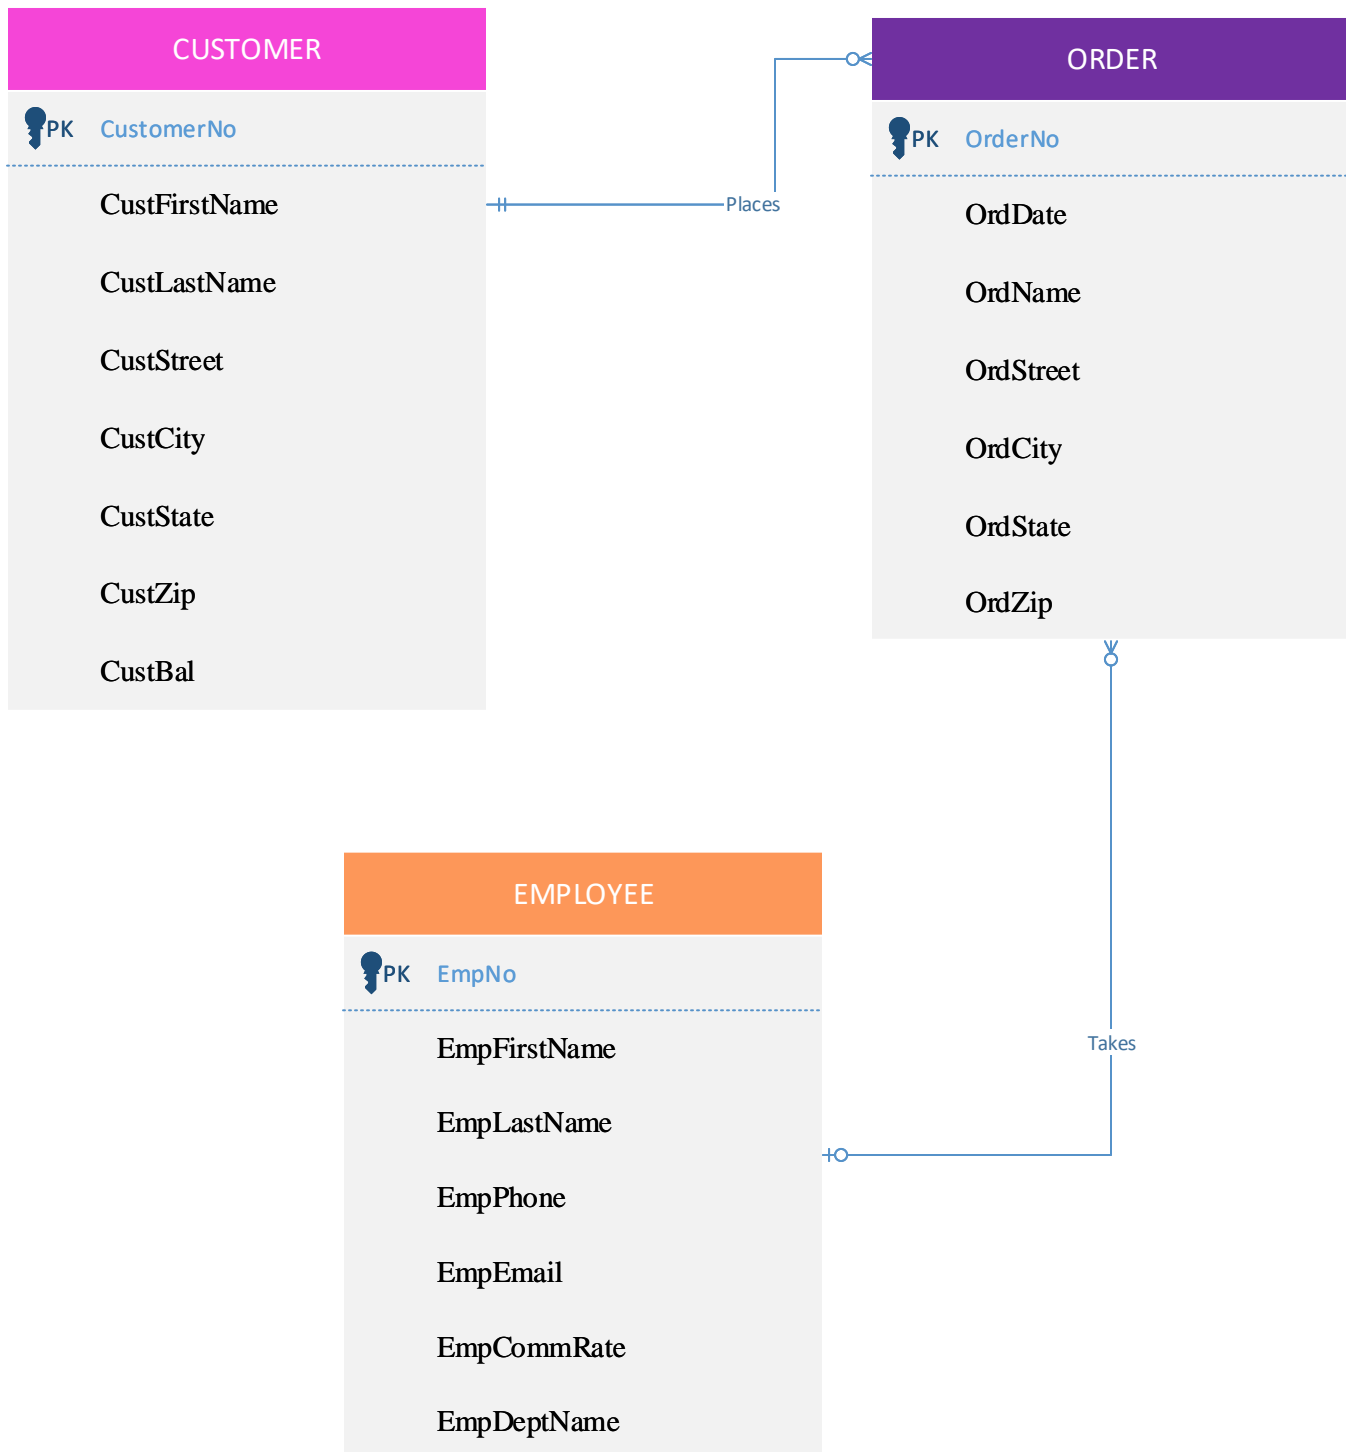 CUSTOMER
PK CustomerNo
CustFirstName
CustLastName
CustStreet
CustCity
CustState
CustZip
CustBal
Places
ORDER
PK OrderNo
OrdDate
OrdName
OrdStreet
OrdCity
OrdState
OrdZip
Takes
EMPLOYEE
PK EmpNo
EmpFirstName
EmpLastName
EmpPhone
EmpEmail
EmpCommRate
EmpDeptName